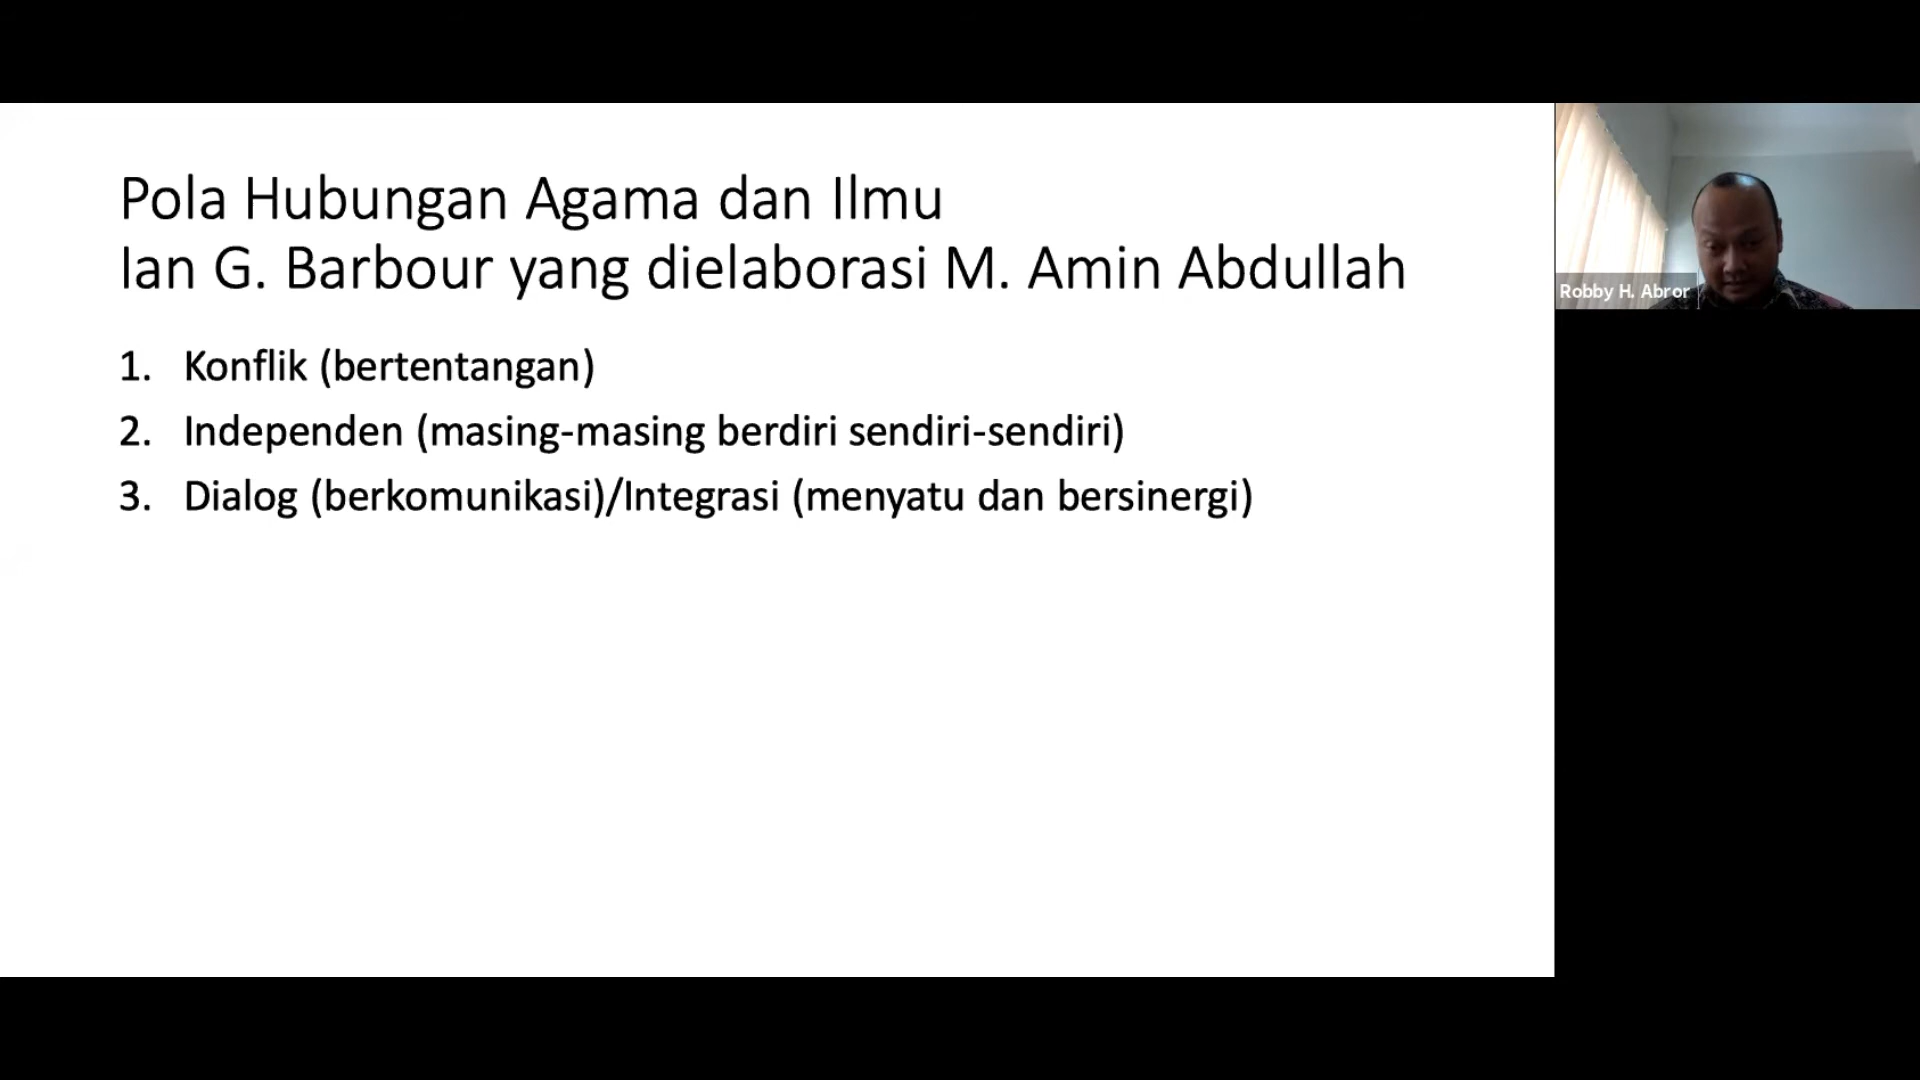 Pola Hubungan Agama dan Ilmu
Ian G. Barbour yang dielaborasi M. Amin Abdullah
1. Konflik (bertentangan)
2. Independen (masing-masing berdiri sendiri-sendiri)
3. Dialog (berkomunikasi)/Integrasi (menyatu dan bersinergi)
Robby H. Abror